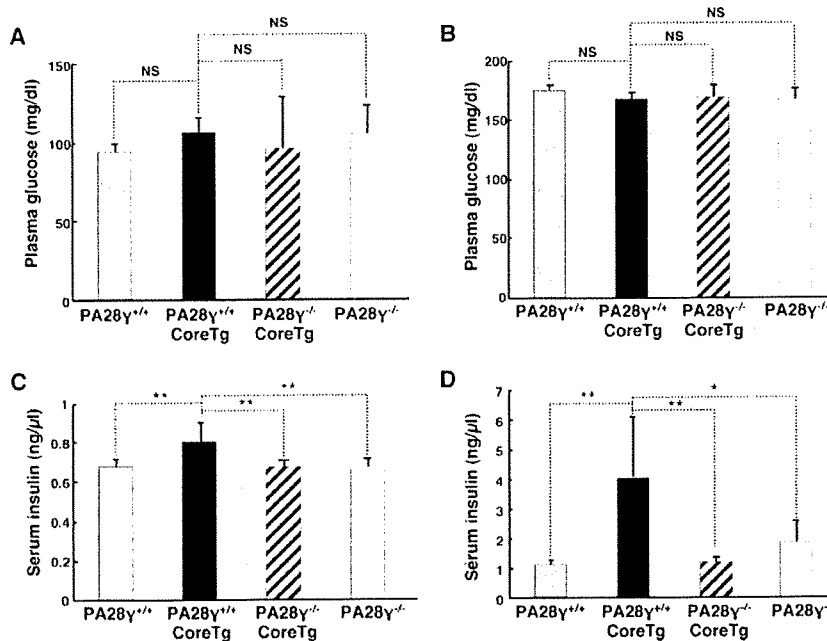 A
NS
NS
NS
Plasma glucose (mg/dl)
150
100
50
0
PA28γ+/+
PA28γ+/+
CoreTg
PA28γ-/-
CoreTg
PA28γ-/-
B
NS
NS
NS
Plasma glucose (mg/dl)
200
150
100
50
0
PA28γ+/+
PA28γ+/+
CoreTg
PA28γ-/-
CoreTg
PA28γ-/-
C
**
**
**
Serum insulin (ng/µl)
1
0.8
0.6
0.4
0.2
0
PA28γ+/+
PA28γ+/+
CoreTg
PA28γ-/-
CoreTg
PA28γ-/-
D
*
**
**
Serum insulin (ng/µl)
7
6
5
4
3
2
1
0
PA28γ+/+
PA28γ+/+
CoreTg
PA28γ-/-
CoreTg
PA28γ-/-